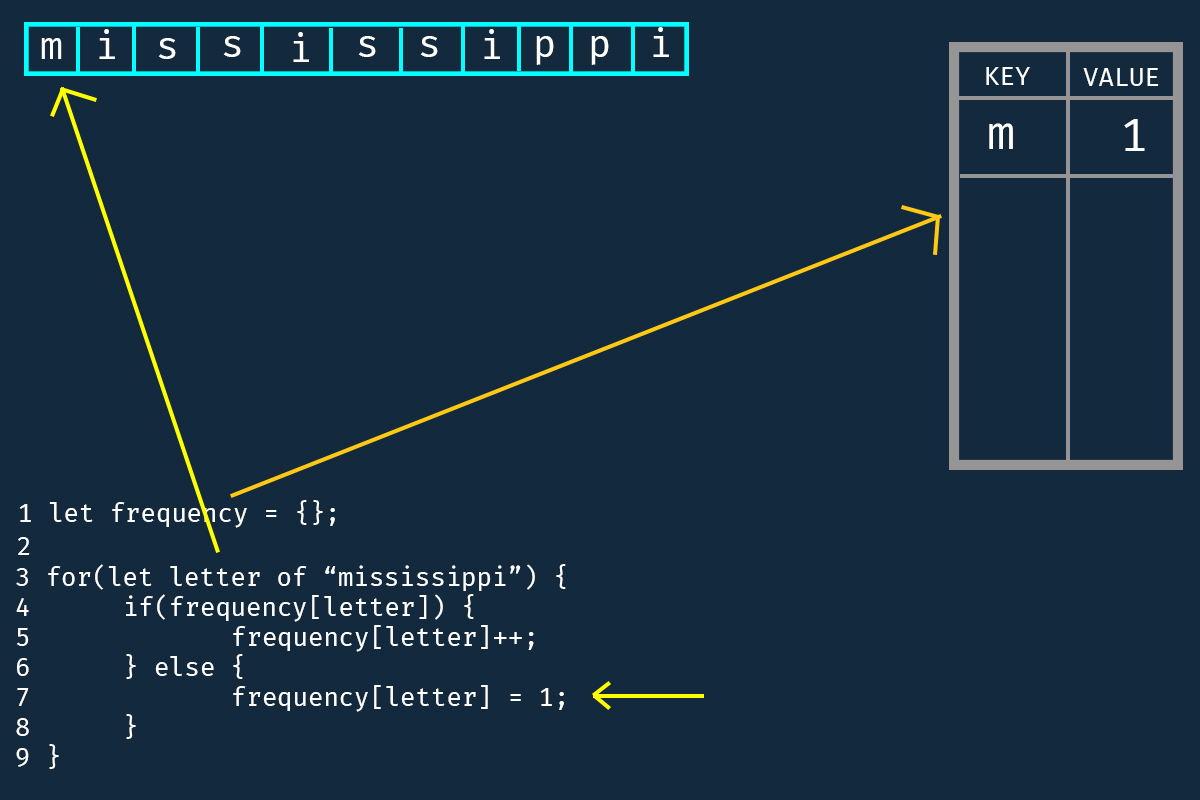 m i s s i s s i p p i
KEY VALUE
m 1
1 let frequency = {};
2
3 for(let letter of “mississippi”) {
4 if(frequency[letter]) {
5 frequency[letter]++;
6 } else {
7 frequency[letter] = 1;
8 }
9 }